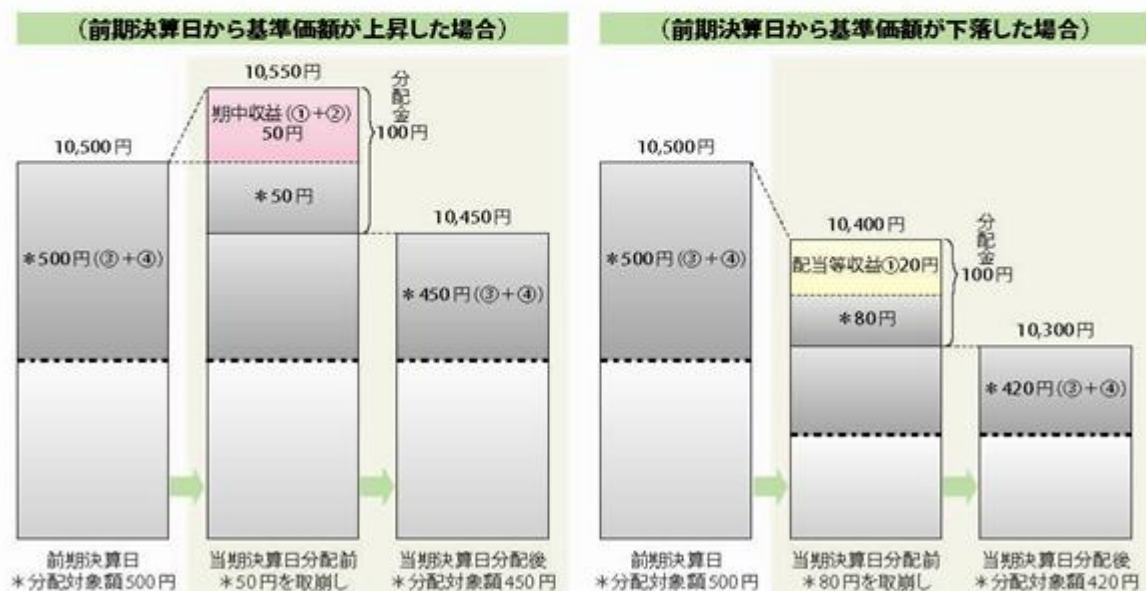 （前期決算日から基準価額が上昇した場合）
10,550円
期中収益（①＋②）
50円
分配金
100円
10,500円
＊50円
10,450円
＊500円（③＋④）
＊450円（③＋④）
前期決算日
＊分配対象額500円
当期決算日分配前
＊50円を取崩し
当期決算日分配後
＊分配対象額450円
（前期決算日から基準価額が下落した場合）
10,500円
10,400円
分配金
100円
＊500円（③＋④）
配当等収益①20円
＊80円
10,300円
＊420円（③＋④）
前期決算日
＊分配対象額500円
当期決算日分配前
＊80円を取崩し
当期決算日分配後
＊分配対象額420円